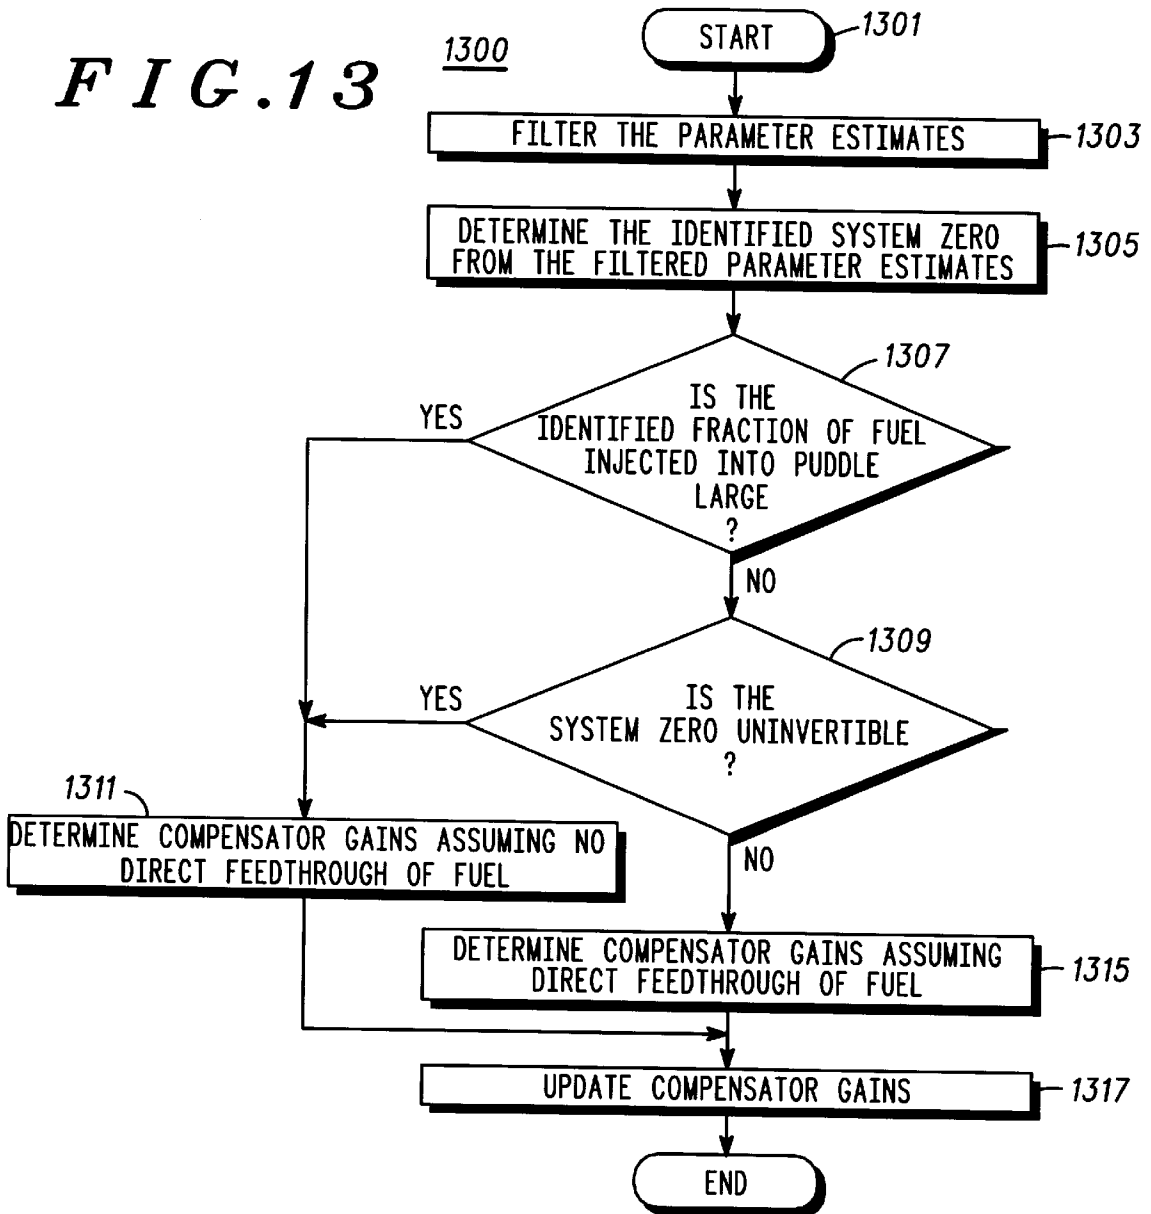 FIG.13
1300
START
1301
FILTER THE PARAMETER ESTIMATES
1303
DETERMINE THE IDENTIFIED SYSTEM ZERO
FROM THE FILTERED PARAMETER ESTIMATES
1305
1307
IS THE
IDENTIFIED FRACTION OF FUEL
INJECTED INTO PUDDLE
LARGE
?
YES
NO
1309
IS THE
SYSTEM ZERO UNINVERTIBLE
?
YES
NO
1311
DETERMINE COMPENSATOR GAINS ASSUMING NO
DIRECT FEEDTHROUGH OF FUEL
DETERMINE COMPENSATOR GAINS ASSUMING
DIRECT FEEDTHROUGH OF FUEL
1315
UPDATE COMPENSATOR GAINS
1317
END